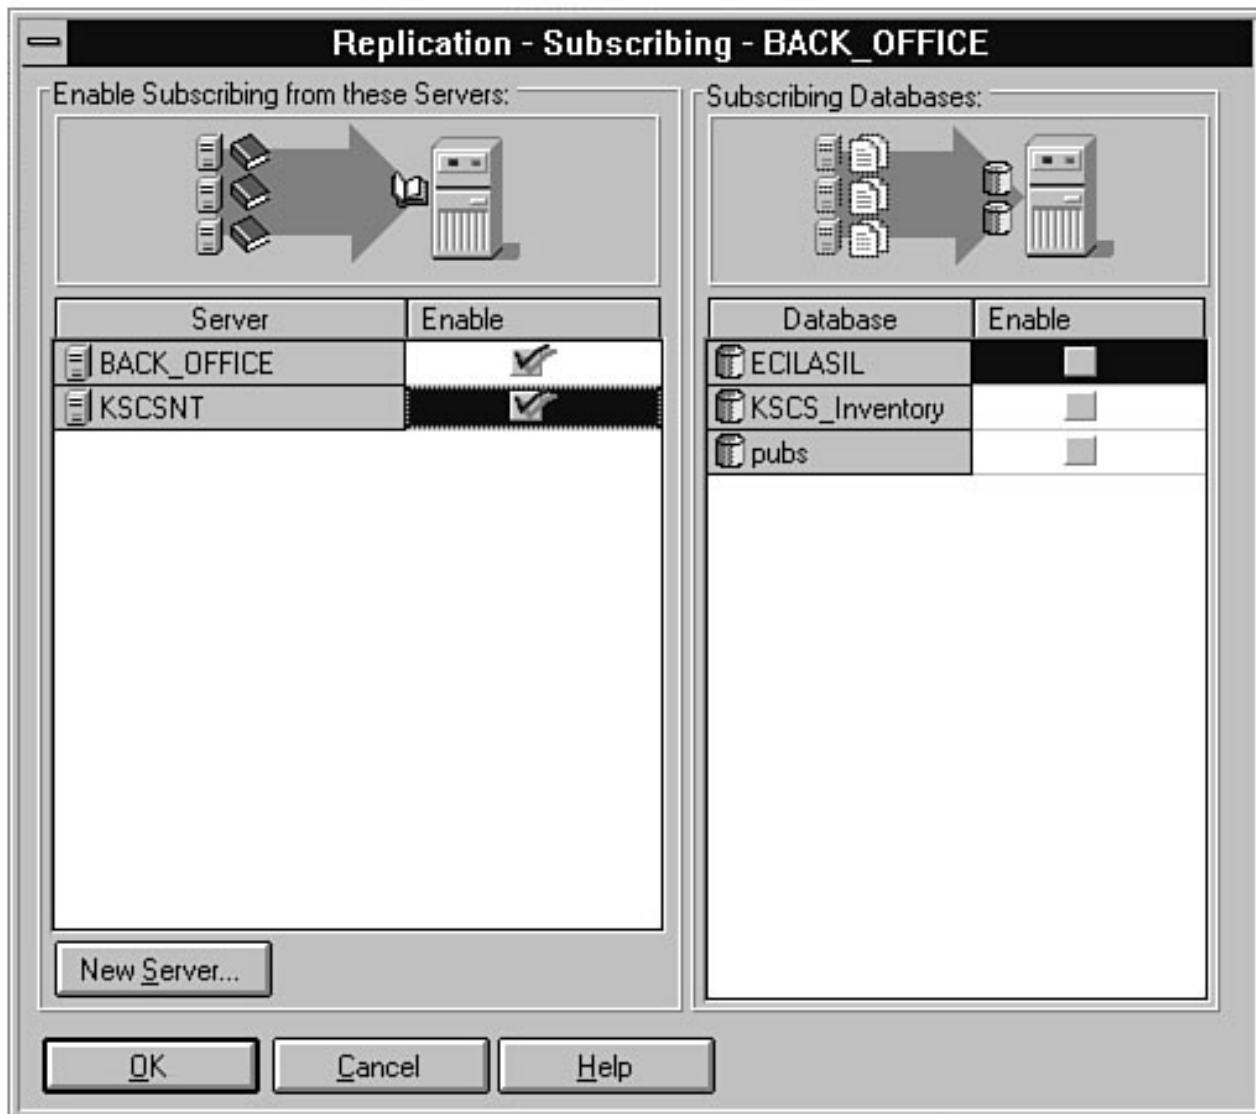 Replication - Subscribing - BACK_OFFICE
Enable Subscribing from these Servers:
Server Enable
BACK_OFFICE
KSCSNT
New Server...
Subscribing Databases:
Database Enable
ECILASIL
KSCS_Inventory
pubs
OK Cancel Help